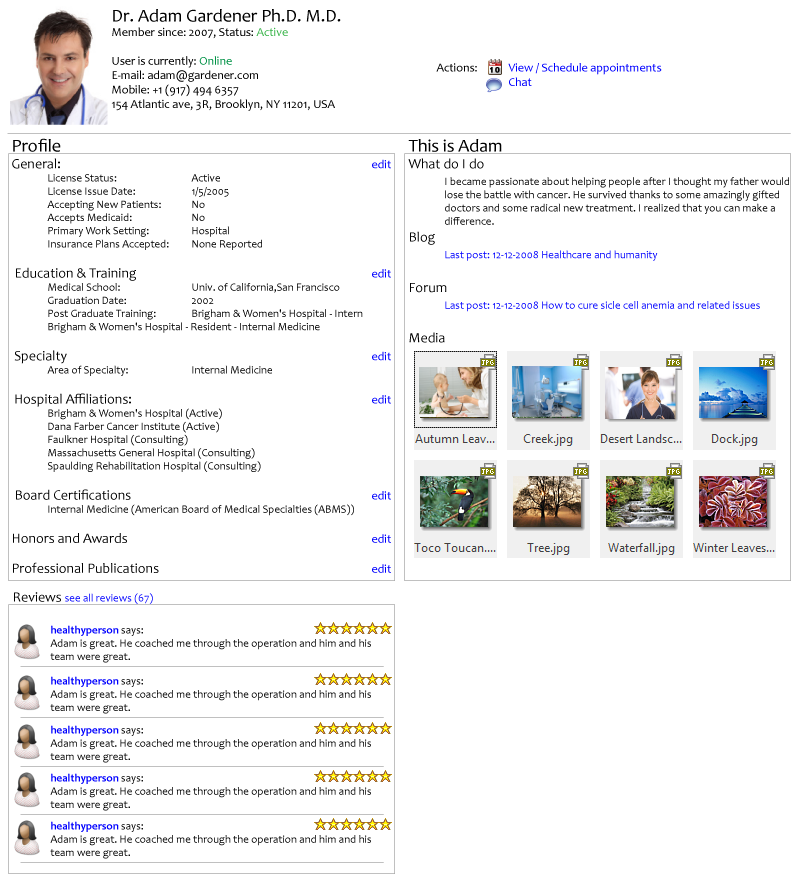 Dr. Adam Gardener Ph.D. M.D.
Member since: 2007, Status: Active
User is currently: Online
E-mail: adam@gardener.com
Mobile: +1 (917) 494 6357
154 Atlantic ave, 3R, Brooklyn, NY 11201, USA
Actions:
10
View / Schedule appointments
Chat
Profile
General:
edit
License Status: Active
License Issue Date: 1/5/2005
Accepting New Patients: No
Accepts Medicaid: No
Primary Work Setting: Hospital
Insurance Plans Accepted: None Reported
Education & Training
edit
Medical School: Univ. of California,San Francisco
Graduation Date: 2002
Post Graduate Training: Brigham & Women's Hospital - Intern
Brigham & Women's Hospital - Resident - Internal Medicine
Specialty
edit
Area of Specialty: Internal Medicine
Hospital Affiliations:
edit
Brigham & Women's Hospital (Active)
Dana Farber Cancer Institute (Active)
Faulkner Hospital (Consulting)
Massachusetts General Hospital (Consulting)
Spaulding Rehabilitation Hospital (Consulting)
Board Certifications
edit
Internal Medicine (American Board of Medical Specialties (ABMS))
Honors and Awards
edit
Professional Publications
edit
This is Adam
What do I do
I became passionate about helping people after I thought my father would
lose the battle with cancer. He survived thanks to some amazingly gifted
doctors and some radical new treatment. I realized that you can make a
difference.
Blog
Last post: 12-12-2008 Healthcare and humanity
Forum
Last post: 12-12-2008 How to cure sicle cell anemia and related issues
Media
JPG JPG JPG JPG
Autumn Leav... Creek.jpg Desert Landsc... Dock.jpg
JPG JPG JPG JPG
Toco Toucan.... Tree.jpg Waterfall.jpg Winter Leaves...
Reviews see all reviews (67)
healthyperson says:
Adam is great. He coached me through the operation and him and his
team were great.
healthyperson says:
Adam is great. He coached me through the operation and him and his
team were great.
healthyperson says:
Adam is great. He coached me through the operation and him and his
team were great.
healthyperson says:
Adam is great. He coached me through the operation and him and his
team were great.
healthyperson says:
Adam is great. He coached me through the operation and him and his
team were great.